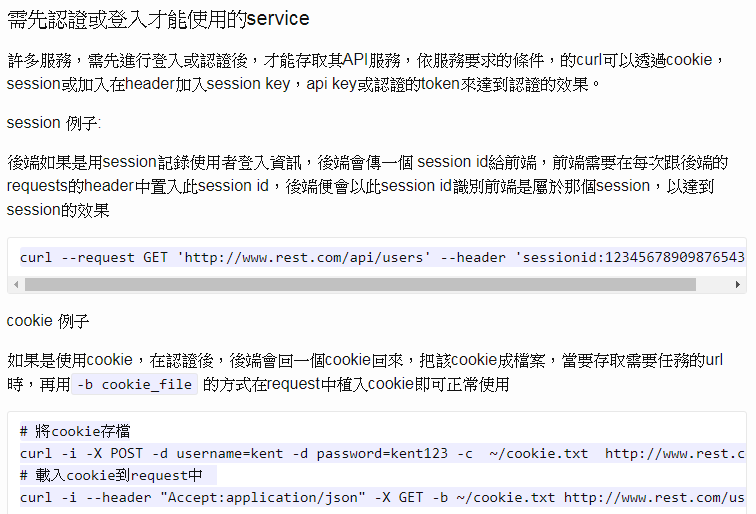 需先認證或登入才能使用的service
許多服務，需先進行登入或認證後，才能存取其API服務，依服務要求的條件，的curl可以透過cookie，
session或加入在header加入session key，api key或認證的token來達到認證的效果。
session 例子:
後端如果是用session記錄使用者登入資訊，後端會傳一個 session id給前端，前端需要在每次跟後端的
requests的header中置入此session id，後端便會以此session id識別前端是屬於那個session，以達到
session的效果
curl --request GET 'http://www.rest.com/api/users' --header 'sessionid:12345678909876543
cookie 例子
如果是使用cookie，在認證後，後端會回一個cookie回來，把該cookie成檔案，當要存取需要任務的url
時，再用 -b cookie_file 的方式在request中植入cookie即可正常使用
# 將cookie存檔
curl -i -X POST -d username=kent -d password=kent123 -c ~/cookie.txt http://www.rest.c
# 載入cookie到request中
curl -i --header "Accept:application/json" -X GET -b ~/cookie.txt http://www.rest.com/us